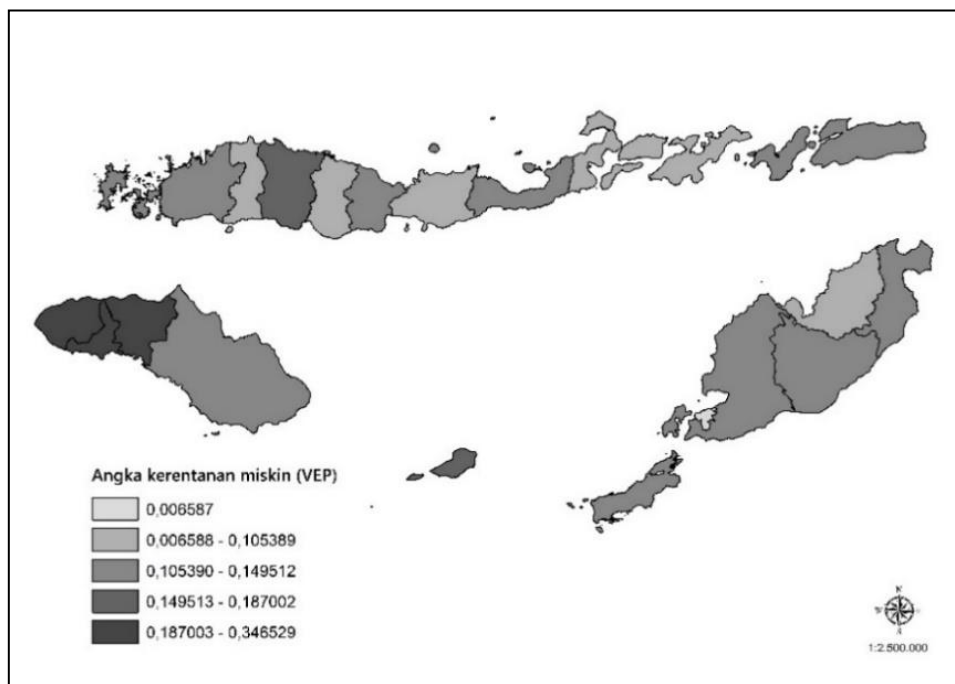 Angka kerentanan miskin (VEP)
0,006587
0,006588 - 0,105389
0,105390 - 0,149512
0,149513 - 0,187002
0,187003 - 0,346529
N
1:2.500.000